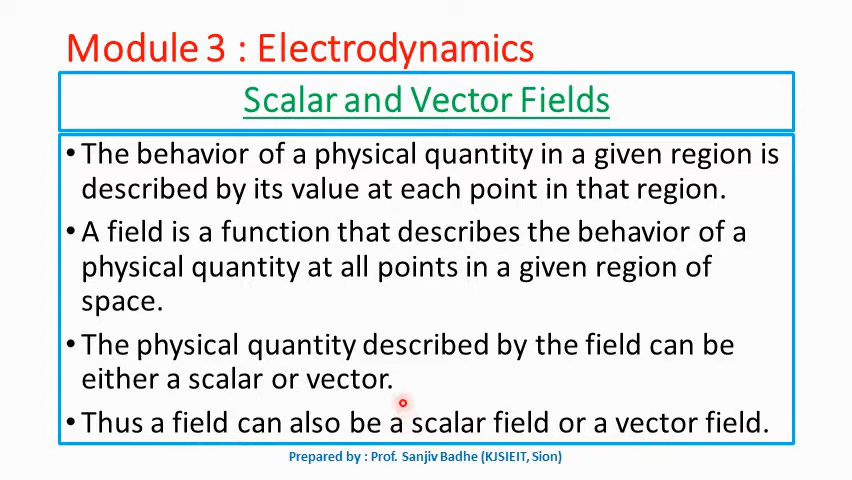 Module 3 : Electrodynamics
Scalar and Vector Fields
• The behavior of a physical quantity in a given region is
described by its value at each point in that region.
• A field is a function that describes the behavior of a
physical quantity at all points in a given region of
space.
• The physical quantity described by the field can be
either a scalar or vector.
• Thus a field can also be a scalar field or a vector field.
Prepared by : Prof. Sanjiv Badhe (KJSIEIT, Sion)